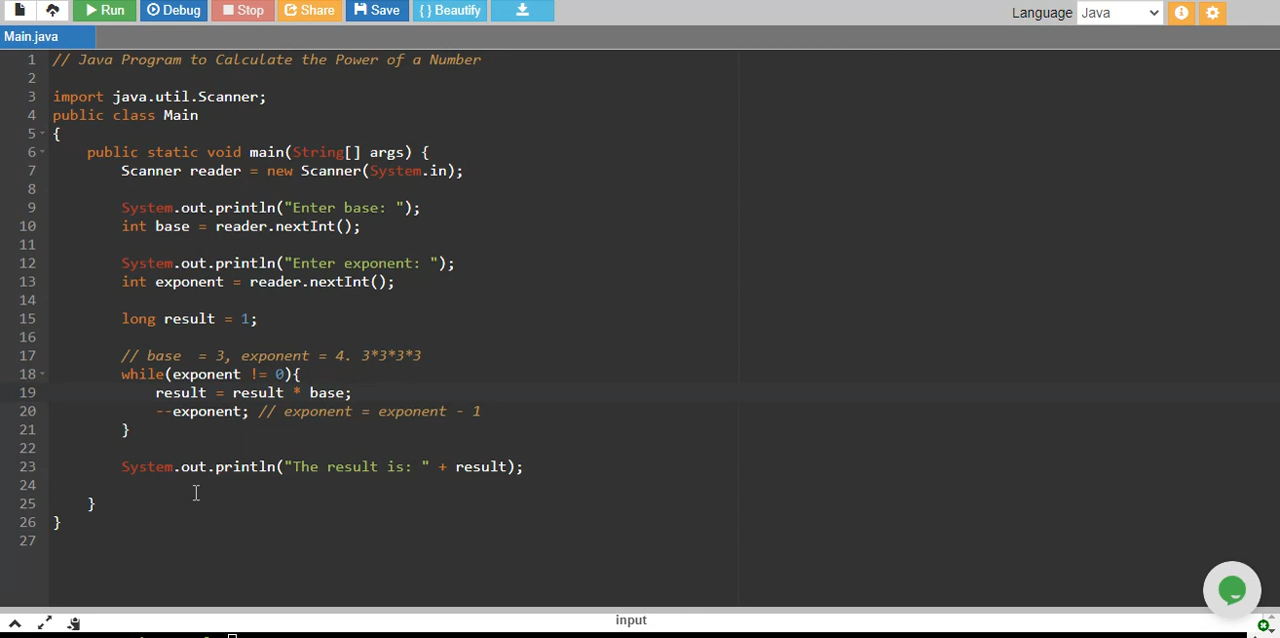 Run Debug Stop Share Save { } Beautify Language Java
Main.java
1 // Java Program to Calculate the Power of a Number
2
3 import java.util.Scanner;
4 public class Main
5 {
6 public static void main(String[] args) {
7 Scanner reader = new Scanner(System.in);
8
9 System.out.println("Enter base: ");
10 int base = reader.nextInt();
11
12 System.out.println("Enter exponent: ");
13 int exponent = reader.nextInt();
14
15 long result = 1;
16
17 // base  = 3, exponent = 4. 3*3*3*3
18 while(exponent != 0){
19 result = result * base;
20 --exponent; // exponent = exponent - 1
21 }
22
23 System.out.println("The result is: " + result);
24
25 }
26 }
27
input